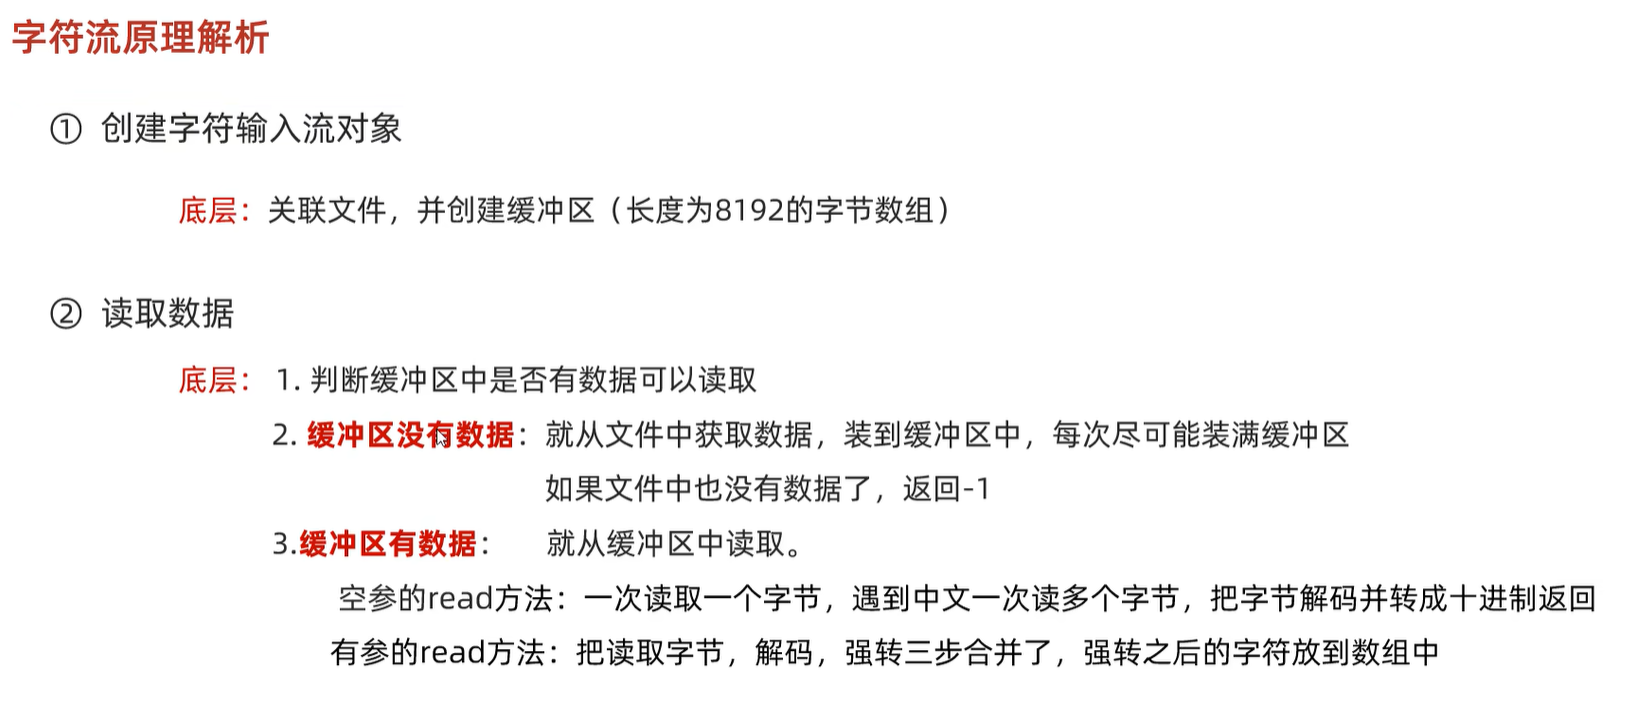 字符流原理解析
① 创建字符输入流对象
底层：关联文件，并创建缓冲区（长度为8192的字节数组）
② 读取数据
底层： 1. 判断缓冲区中是否有数据可以读取
2. 缓冲区没有数据：就从文件中获取数据，装到缓冲区中，每次尽可能装满缓冲区
如果文件中也没有数据了，返回-1
3.缓冲区有数据： 就从缓冲区中读取。
空参的read方法：一次读取一个字节，遇到中文一次读多个字节，把字节解码并转成十进制返回
有参的read方法：把读取字节，解码，强转三步合并了，强转之后的字符放到数组中